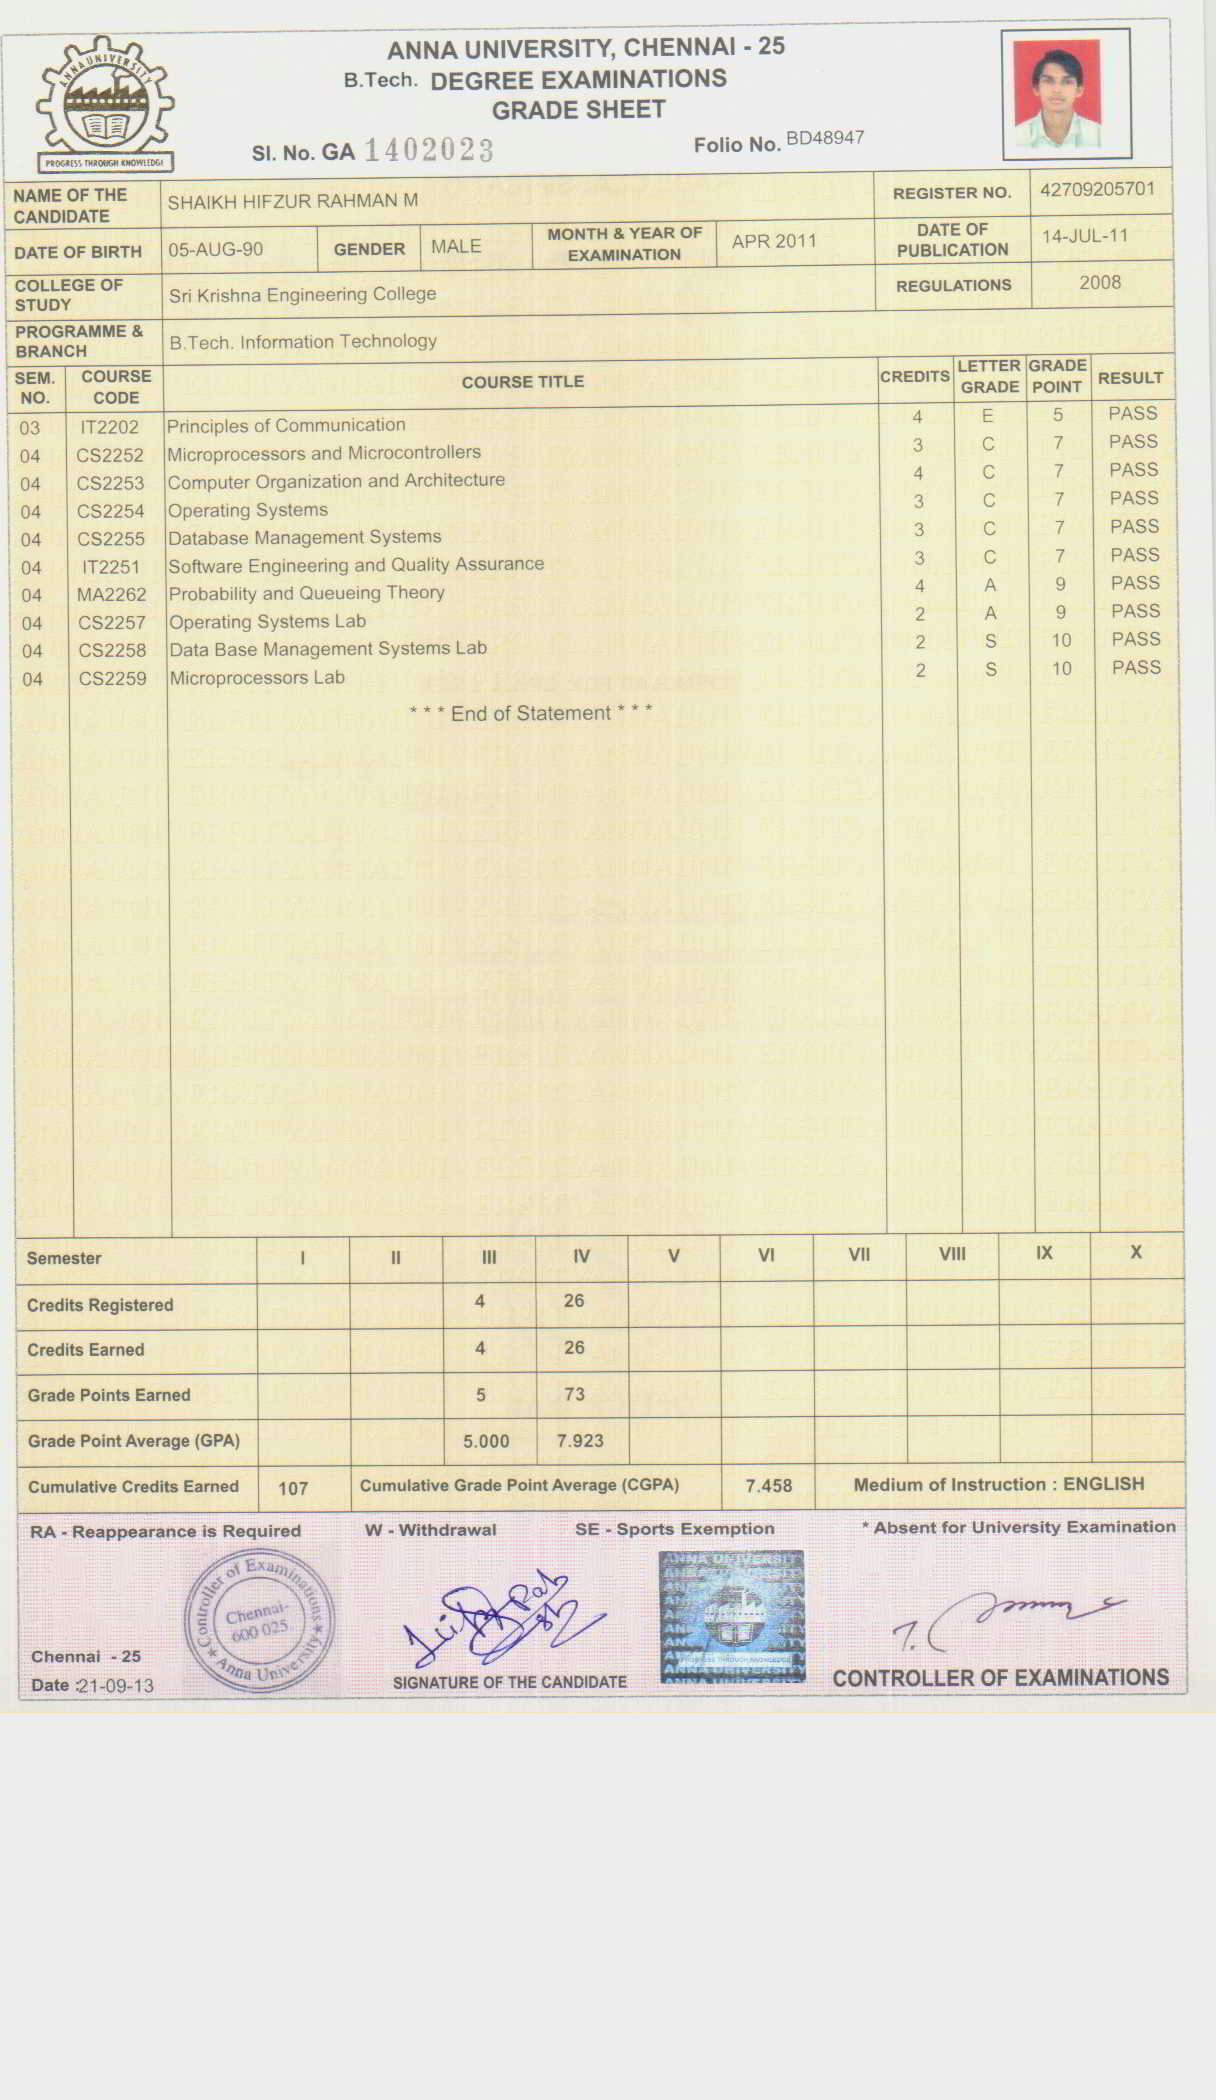 ANNA UNIVERSITY
PROGRESS THROUGH KNOWLEDGE
ANNA UNIVERSITY, CHENNAI - 25
B.Tech. DEGREE EXAMINATIONS
GRADE SHEET
Sl. No. GA 1402023
Folio No. BD48947
NAME OF THE CANDIDATE SHAIKH HIFZUR RAHMAN M REGISTER NO. 42709205701
DATE OF BIRTH 05-AUG-90 GENDER MALE MONTH & YEAR OF EXAMINATION APR 2011 DATE OF PUBLICATION 14-JUL-11
COLLEGE OF STUDY Sri Krishna Engineering College REGULATIONS 2008
PROGRAMME & BRANCH B.Tech. Information Technology
SEM. NO. COURSE CODE COURSE TITLE CREDITS LETTER GRADE GRADE POINT RESULT
03 IT2202 Principles of Communication 4 E 5 PASS
04 CS2252 Microprocessors and Microcontrollers 3 C 7 PASS
04 CS2253 Computer Organization and Architecture 4 C 7 PASS
04 CS2254 Operating Systems 3 C 7 PASS
04 CS2255 Database Management Systems 3 C 7 PASS
04 IT2251 Software Engineering and Quality Assurance 3 C 7 PASS
04 MA2262 Probability and Queueing Theory 4 A 9 PASS
04 CS2257 Operating Systems Lab 2 A 9 PASS
04 CS2258 Data Base Management Systems Lab 2 S 10 PASS
04 CS2259 Microprocessors Lab 2 S 10 PASS
* * * End of Statement * * *
Semester I II III IV V VI VII VIII IX X
Credits Registered 4 26
Credits Earned 4 26
Grade Points Earned 5 73
Grade Point Average (GPA) 5.000 7.923
Cumulative Credits Earned 107 Cumulative Grade Point Average (CGPA) 7.458 Medium of Instruction : ENGLISH
RA - Reappearance is Required W - Withdrawal SE - Sports Exemption * Absent for University Examination
Controller of Examinations
Chennai-
600 025
Anna University
ANNA UNIVERSITY
PROGRESS THROUGH KNOWLEDGE
Chennai - 25
Date :21-09-13
SIGNATURE OF THE CANDIDATE
CONTROLLER OF EXAMINATIONS